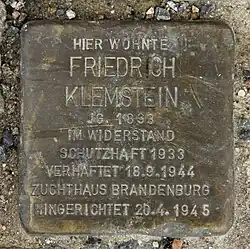 HIER WOHNTE
FRIEDRICH
KLEMSTEIN
JG. 1893
IM WIDERSTAND
SCHUTZHAFT 1933
VERHAFTET 18.9.1944
ZUCHTHAUS BRANDENBURG
HINGERICHTET 20.4.1945